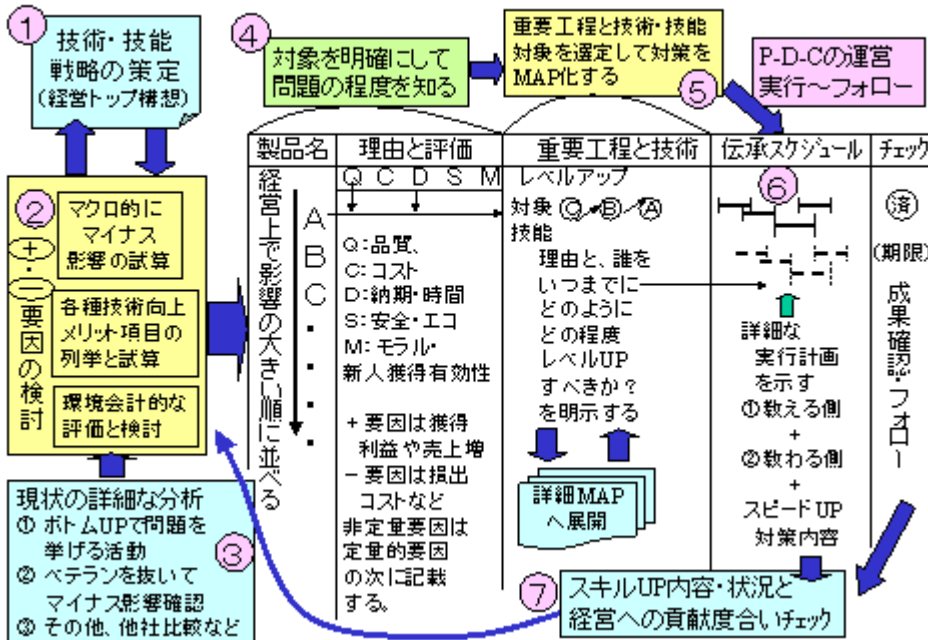 ①
技術・技能
戦略の策定
(経営トップ構想)
④
対象を明確にして
問題の程度を知る
重要工程と技術・技能
対象を選定して対策を
MAP化する
⑤
P-D-Cの運営
実行～フォロー
②
+・-要因の検討
マクロ的に
マイナス
影響の試算
各種技術向上
メリット項目の
列挙と試算
環境会計的な
評価と検討
現状の詳細な分析
① ボトムUPで問題を
挙げる活動
② ベテランを抜いて
マイナス影響確認
③ その他、他社比較など
③
製品名
経営上で影響の大きい順に並べる
A
B
C
・
・
・
・
理由と評価
Q C D S M
Q:品質、
C:コスト
D:納期・時間
S:安全・エコ
M:モラル・
新人獲得有効性
+要因は獲得
利益や売上増
-要因は損出
コストなど
非定量要因は
定量的要因
の次に記載
する。
重要工程と技術
レベルアップ
対象 Ⓒ Ⓑ Ⓐ
技能
理由と、誰を
いつまでに
どのように
どの程度
レベルUP
すべきか?
を明示する
詳細MAP
へ展開
伝承スケジュール
⑥
詳細な
実行計画
を示す
①教える側
+
②教わる側
+
スピードUP
対策内容
チェック
済
(期限)
成果確認・フォロー
⑦
スキルUP内容・状況と
経営への貢献度合いチェック